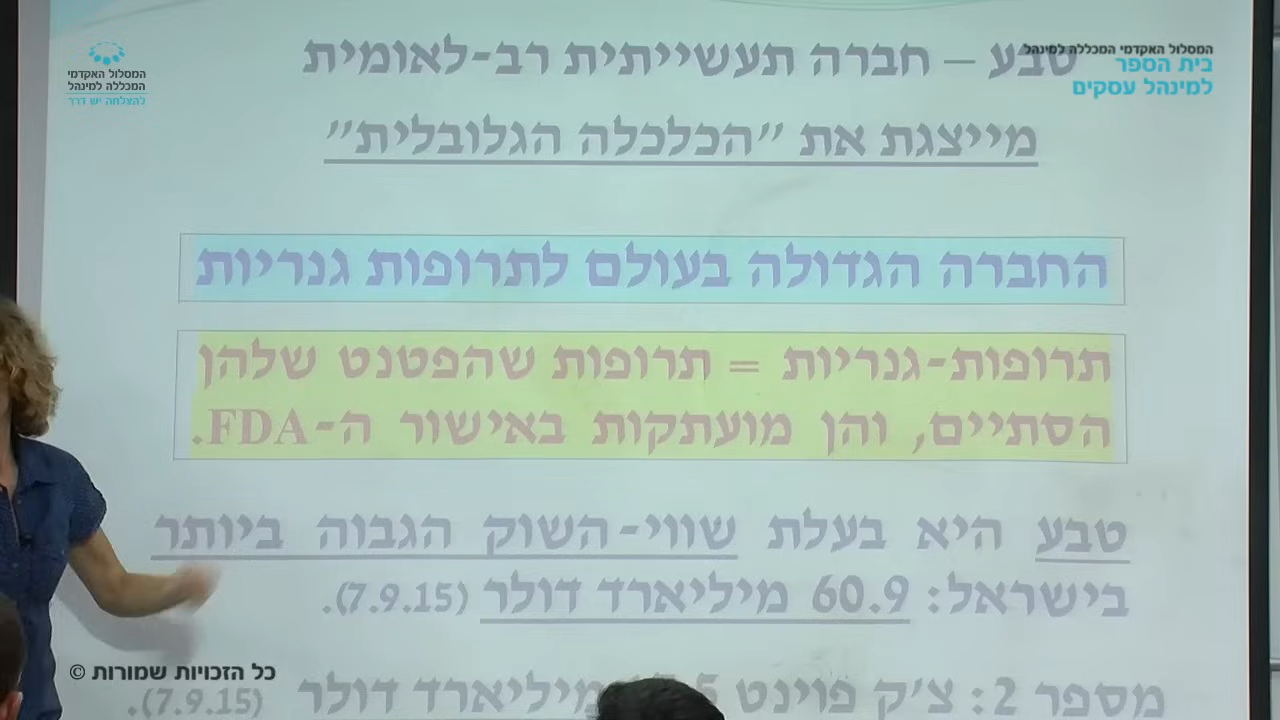 טבע – חברה תעשייתית רב-לאומית
מייצגת את "הכלכלה הגלובלית"
החברה הגדולה בעולם לתרופות גנריות
תרופות-גנריות = תרופות שהפטנט שלהן
הסתיים, והן מועתקות באישור ה-FDA.
טבע היא בעלת שווי-השוק הגבוה ביותר
בישראל: 60.9 מיליארד דולר (7.9.15).
מספר 2: צ'ק פוינט מיליארד דולר (7.9.15).
המסלול האקדמי המכללה למינהל
בית הספר
למינהל עסקים
המסלול האקדמי
המכללה למינהל
להצלחה יש דרך
כל הזכויות שמורות ©